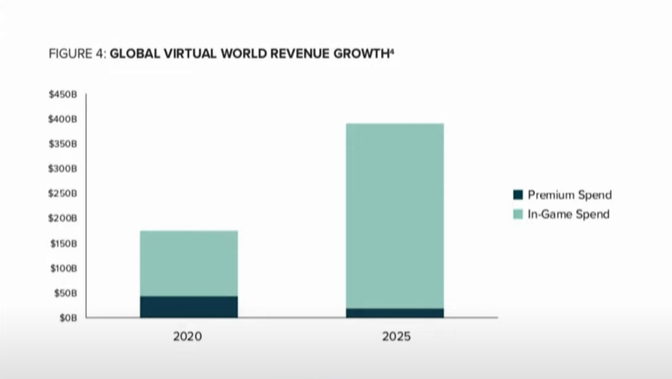 FIGURE 4: GLOBAL VIRTUAL WORLD REVENUE GROWTH⁴
$450B
$400B
$350B
$300B
$250B
$200B
$150B
$100B
$50B
$0B
2020
2025
Premium Spend
In-Game Spend